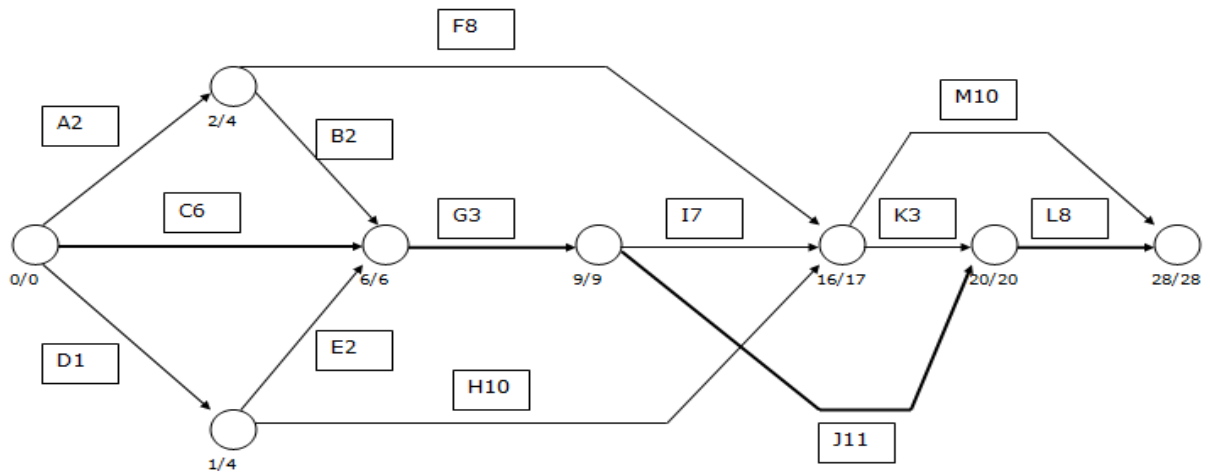 F8
M10
A2
2/4
B2
C6
G3
I7
K3
L8
0/0
6/6
9/9
16/17
20/20
28/28
D1
E2
H10
J11
1/4